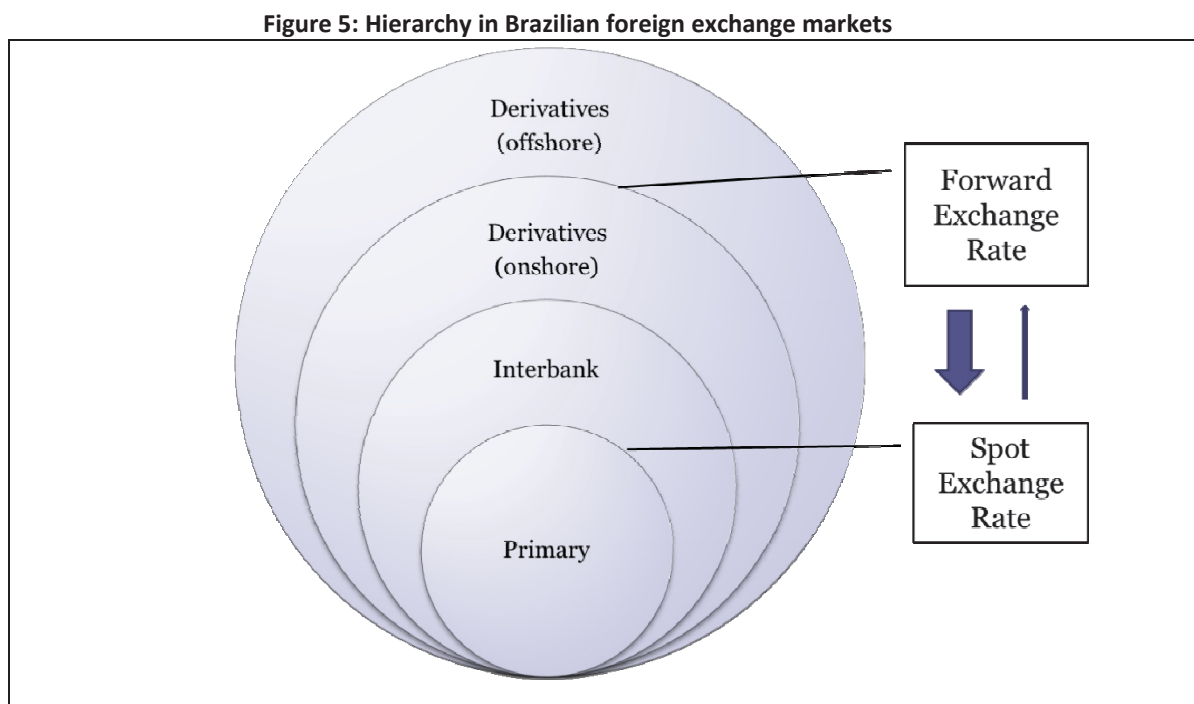 Figure 5: Hierarchy in Brazilian foreign exchange markets
Derivatives
(offshore)
Derivatives
(onshore)
Interbank
Primary
Forward
Exchange
Rate
Spot
Exchange
Rate